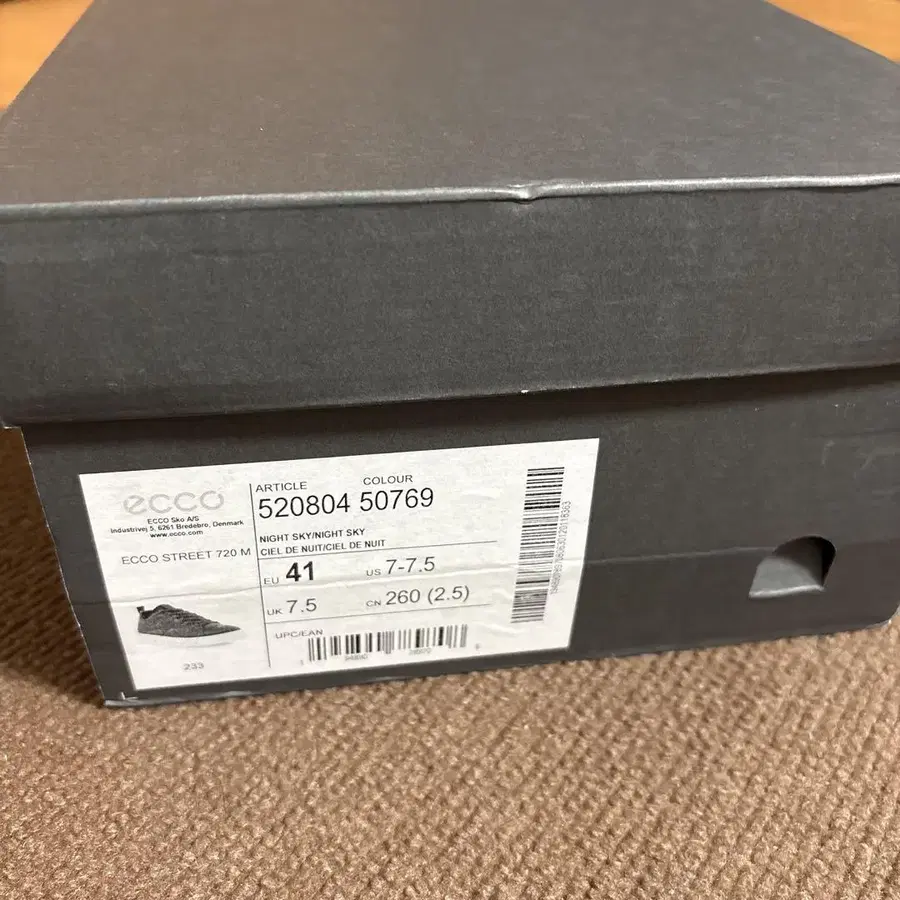 ecco
ECCO Sko A/S
Industrivej 5, 6261 Bredebro, Denmark
www.ecco.com
ECCO STREET 720 M
233
ARTICLE COLOUR
520804 50769
NIGHT SKY/NIGHT SKY
CIEL DE NUIT/CIEL DE NUIT
EU 41 US 7-7.5
UK 7.5 CN 260 (2.5)
UPC/EAN